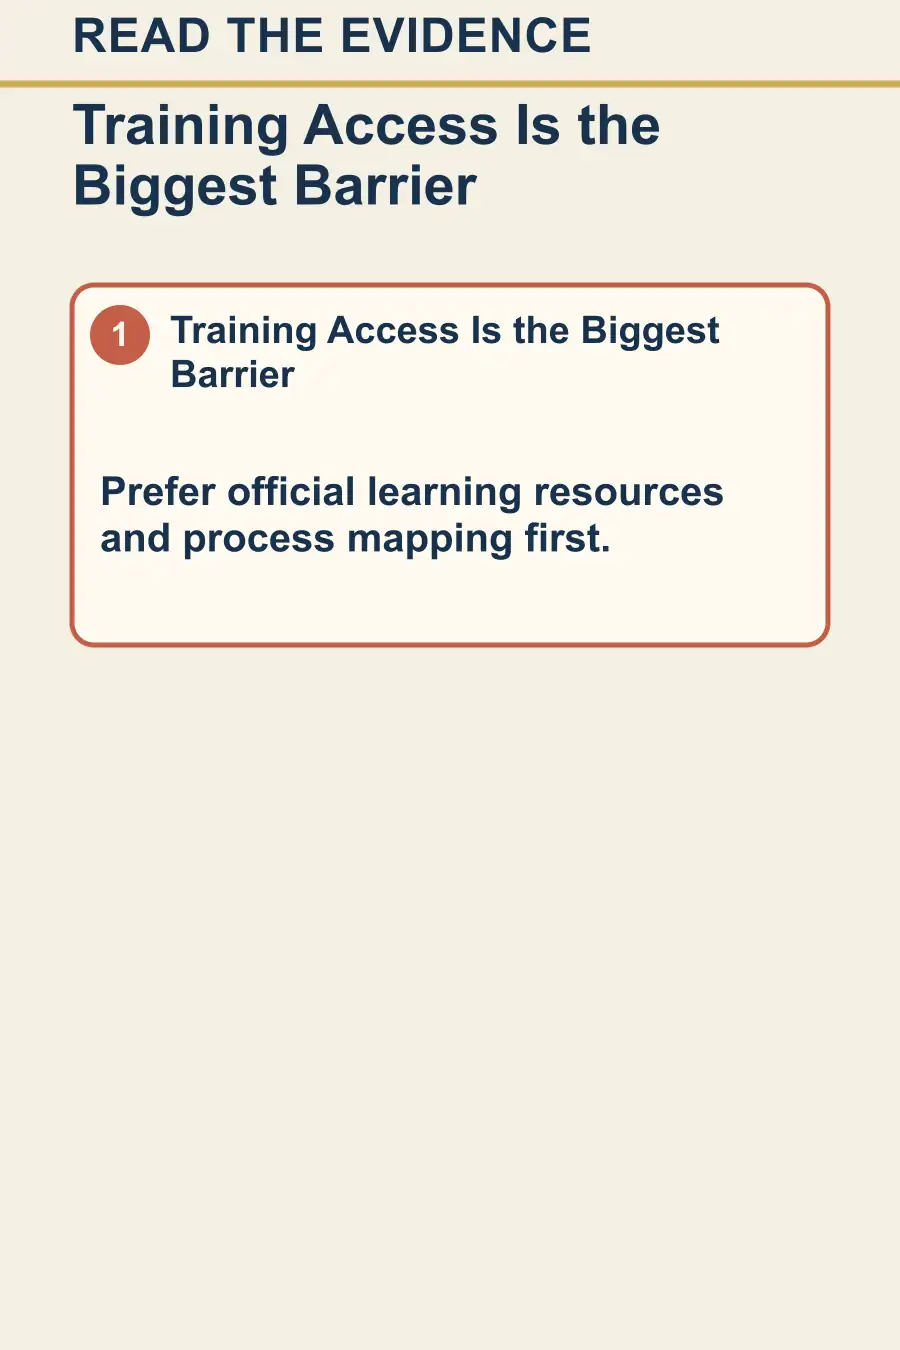 READ THE EVIDENCE
Training Access Is the
Biggest Barrier
1
Training Access Is the Biggest
Barrier
Prefer official learning resources
and process mapping first.